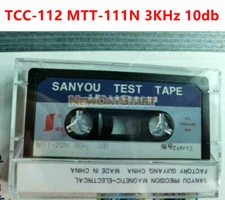 TCC-112 MTT-111N 3KHz 10db
SANYOU TEST TAPE
NewDayStart
SANYOU PRECISION MAGNETIC-ELECTRICAL
FACTORY GUIYANG, CHINA MADE IN CHINA